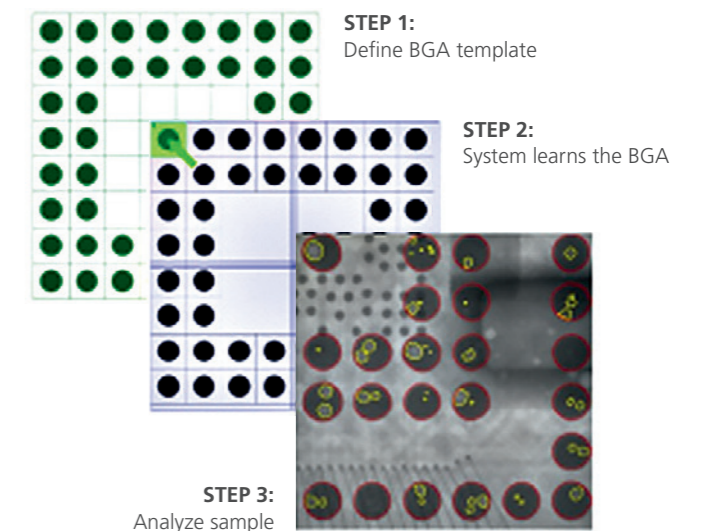 STEP 1:
Define BGA template
STEP 2:
System learns the BGA
STEP 3:
Analyze sample